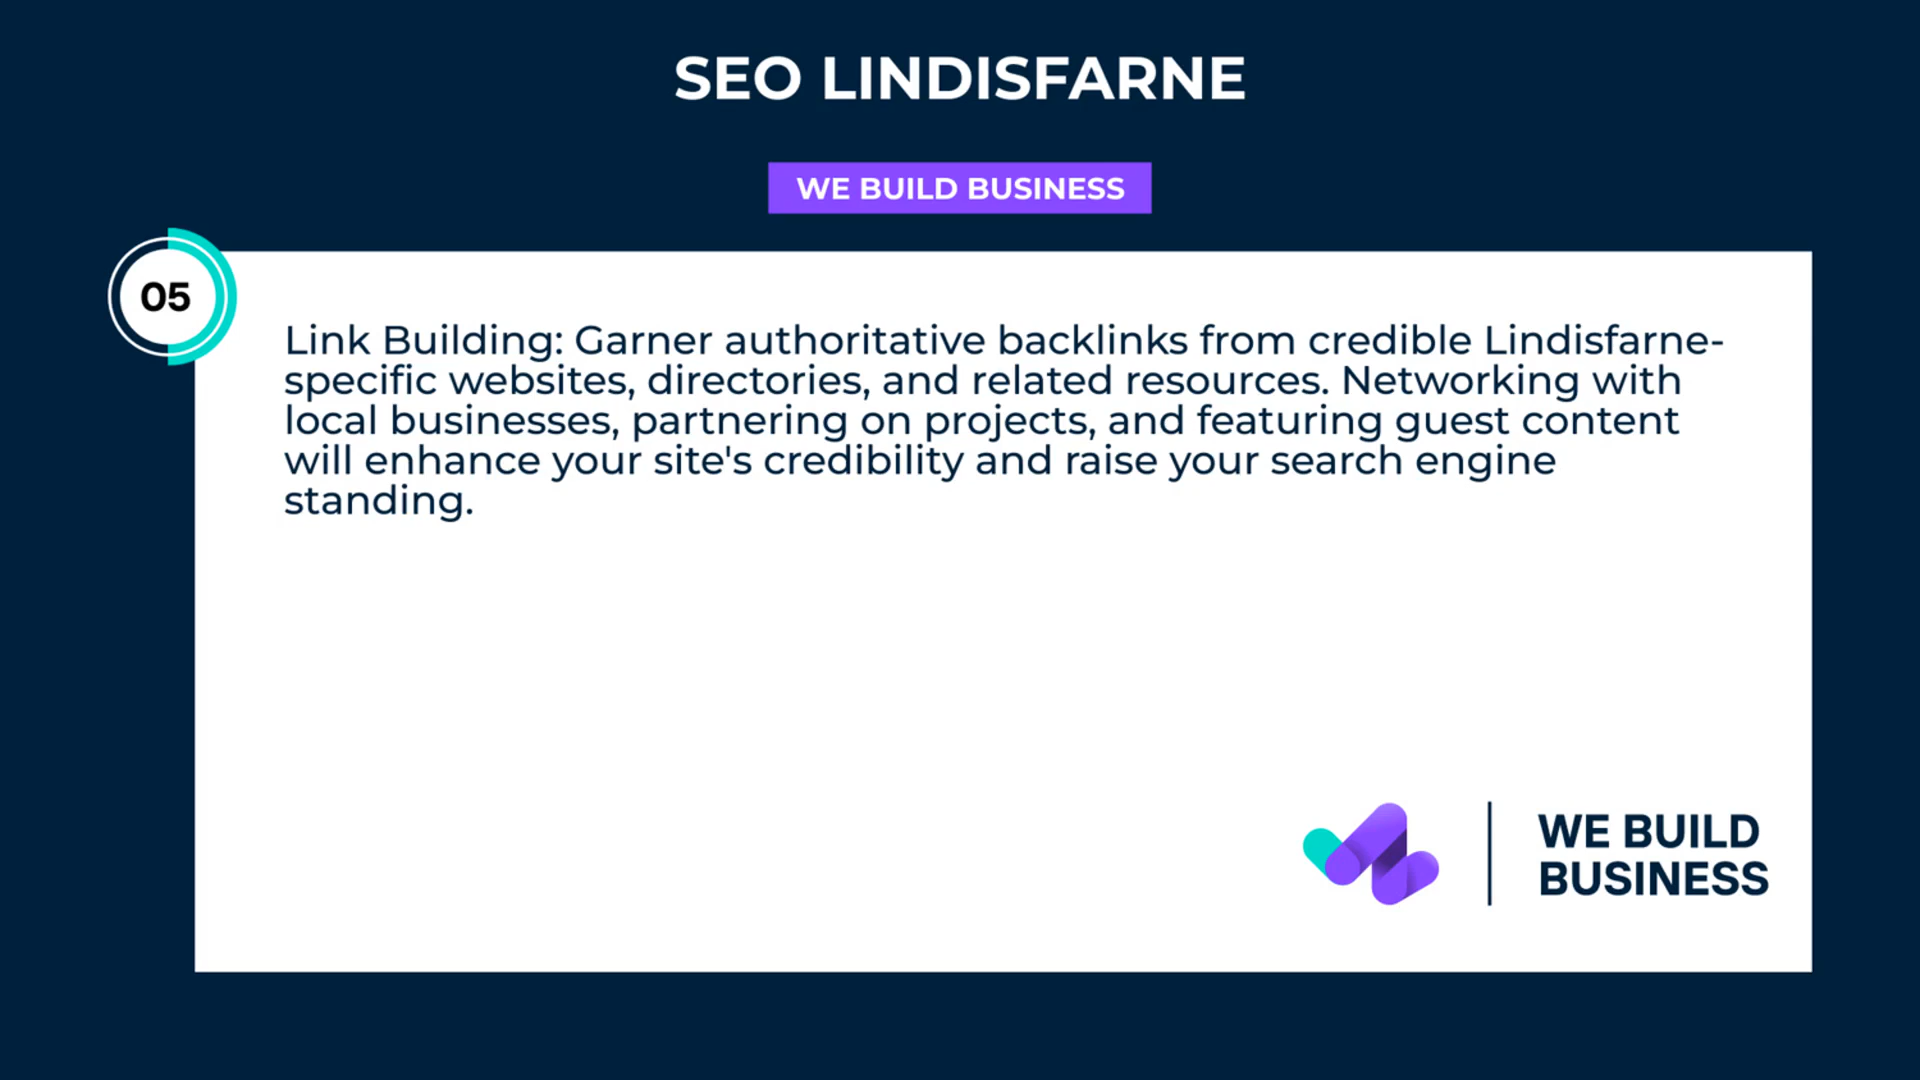 SEO LINDISFARNE
WE BUILD BUSINESS
05
Link Building: Garner authoritative backlinks from credible Lindisfarne-
specific websites, directories, and related resources. Networking with
local businesses, partnering on projects, and featuring guest content
will enhance your site's credibility and raise your search engine
standing.
WE BUILD
BUSINESS